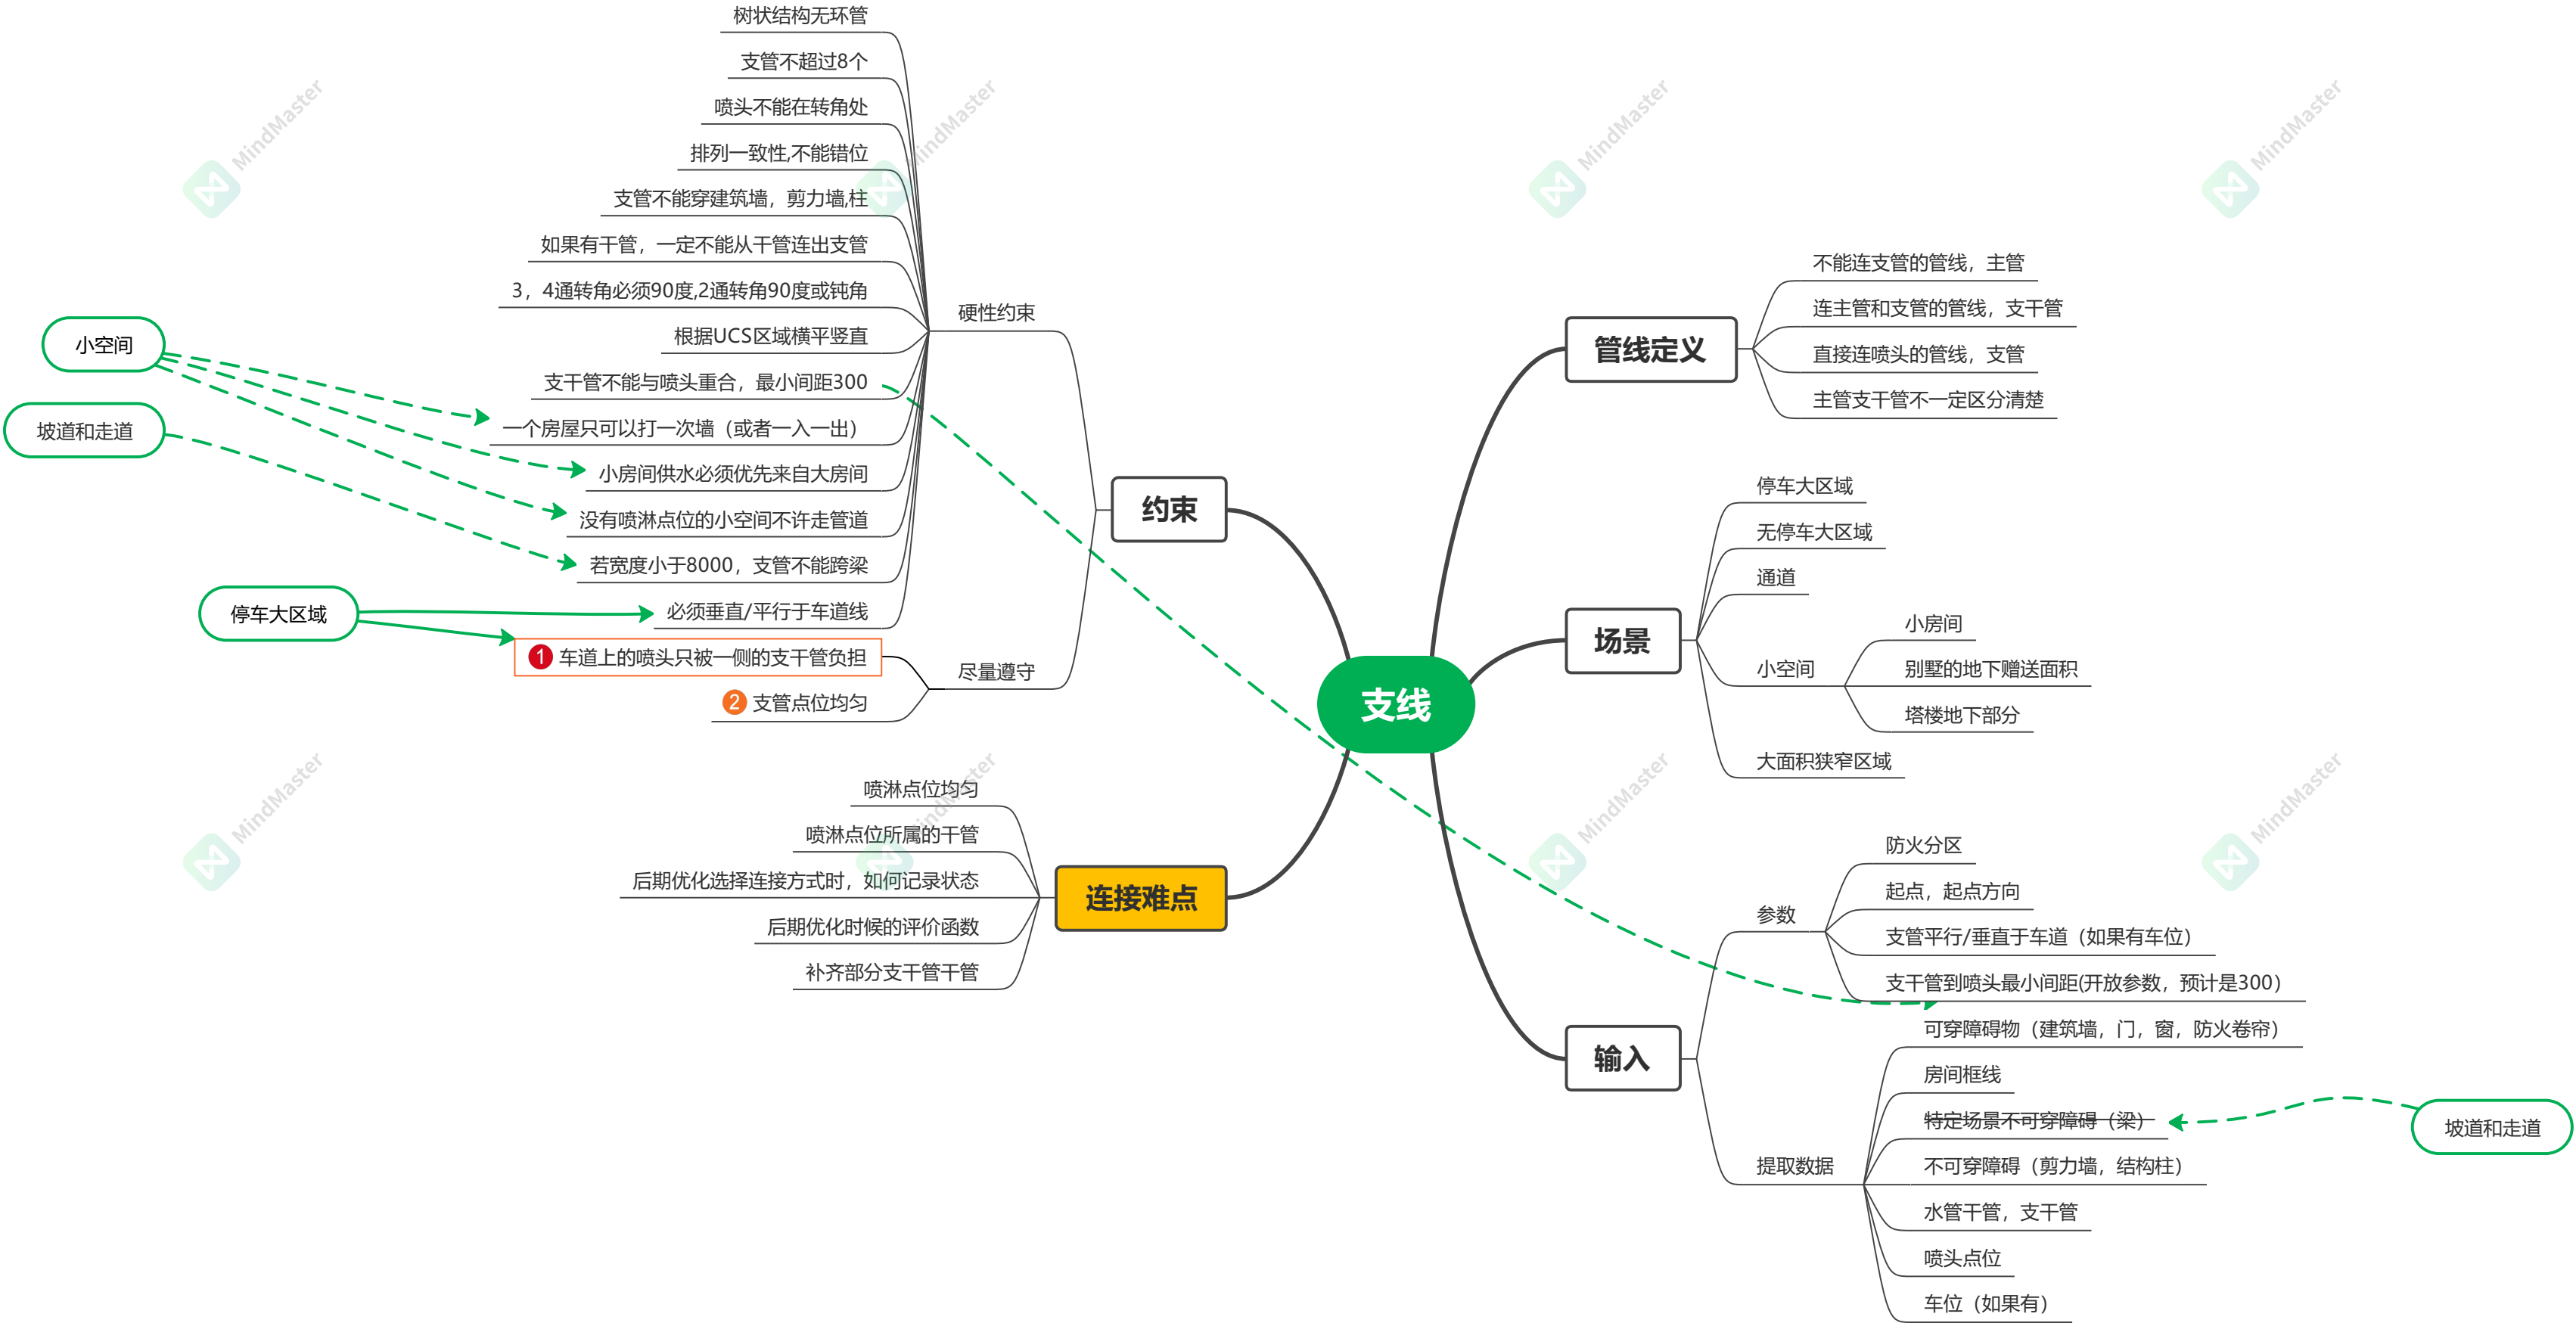 支线
管线定义
不能连支管的管线，主管
连主管和支管的管线，支干管
直接连喷头的管线，支管
主管支干管不一定区分清楚
场景
停车大区域
无停车大区域
通道
小空间
小房间
别墅的地下赠送面积
塔楼地下部分
大面积狭窄区域
输入
参数
防火分区
起点，起点方向
支管平行/垂直于车道（如果有车位）
支干管到喷头最小间距(开放参数，预计是300）
提取数据
可穿障碍物（建筑墙，门，窗，防火卷帘）
房间框线
特定场景不可穿障碍（梁）
坡道和走道
不可穿障碍（剪力墙，结构柱）
水管干管，支干管
喷头点位
车位（如果有）
约束
硬性约束
树状结构无环管
支管不超过8个
喷头不能在转角处
排列一致性,不能错位
支管不能穿建筑墙，剪力墙,柱
如果有干管，一定不能从干管连出支管
3，4通转角必须90度,2通转角90度或钝角
根据UCS区域横平竖直
支干管不能与喷头重合，最小间距300
一个房屋只可以打一次墙（或者一入一出）
小房间供水必须优先来自大房间
没有喷淋点位的小空间不许走管道
若宽度小于8000，支管不能跨梁
必须垂直/平行于车道线
小空间
坡道和走道
停车大区域
尽量遵守
1 车道上的喷头只被一侧的支干管负担
2 支管点位均匀
连接难点
喷淋点位均匀
喷淋点位所属的干管
后期优化选择连接方式时，如何记录状态
后期优化时候的评价函数
补齐部分支干管干管
MindMaster
MindMaster
MindMaster
MindMaster
MindMaster
MindMaster
MindMaster
MindMaster